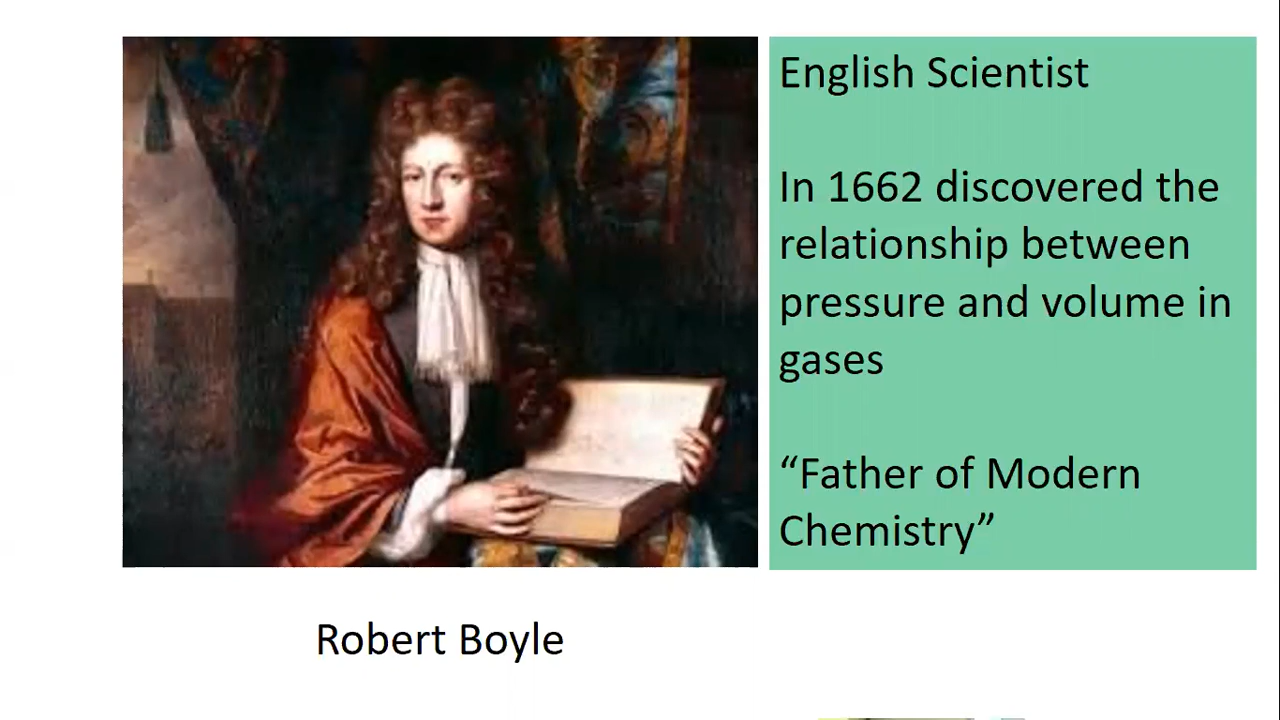 English Scientist
In 1662 discovered the
relationship between
pressure and volume in
gases
“Father of Modern
Chemistry”
Robert Boyle